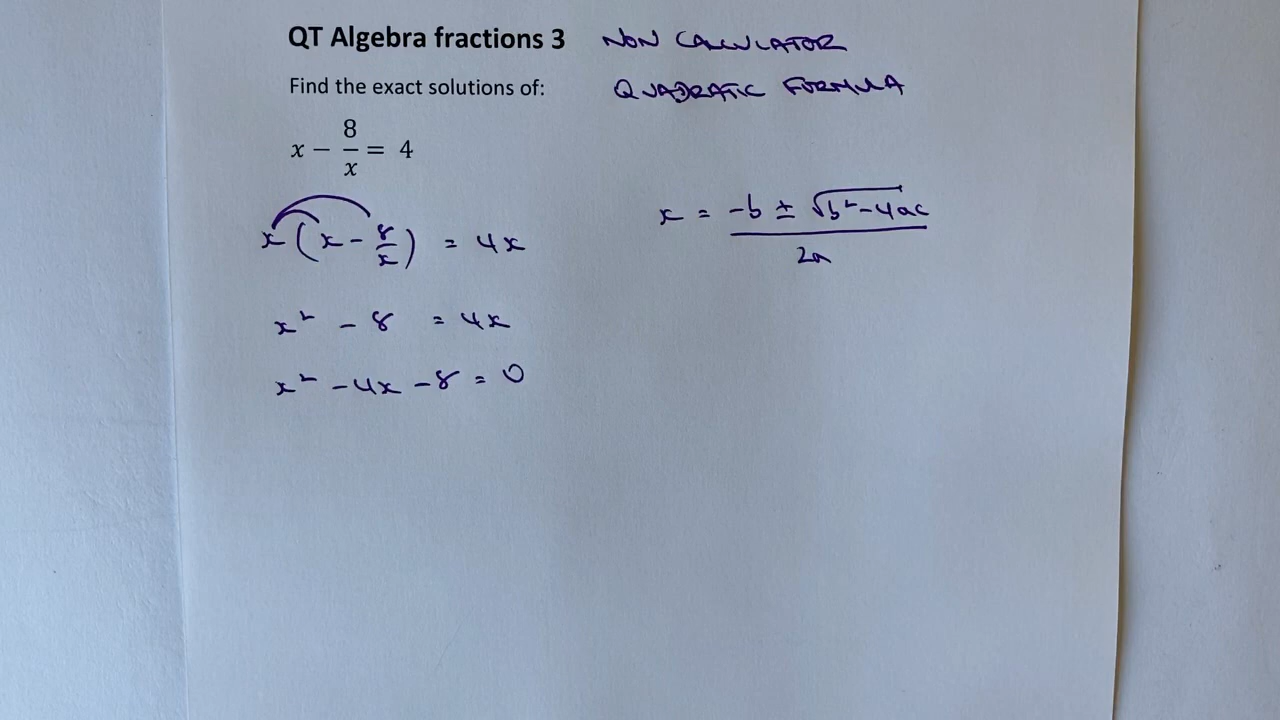 QT Algebra fractions 3 NON CALCULATOR
Find the exact solutions of: QUADRATIC FORMULA
x − 8/x = 4
x(x − 8/x) = 4x
x = (-b ± √(b² − 4ac))/2a
x² − 8 = 4x
x² − 4x − 8 = 0